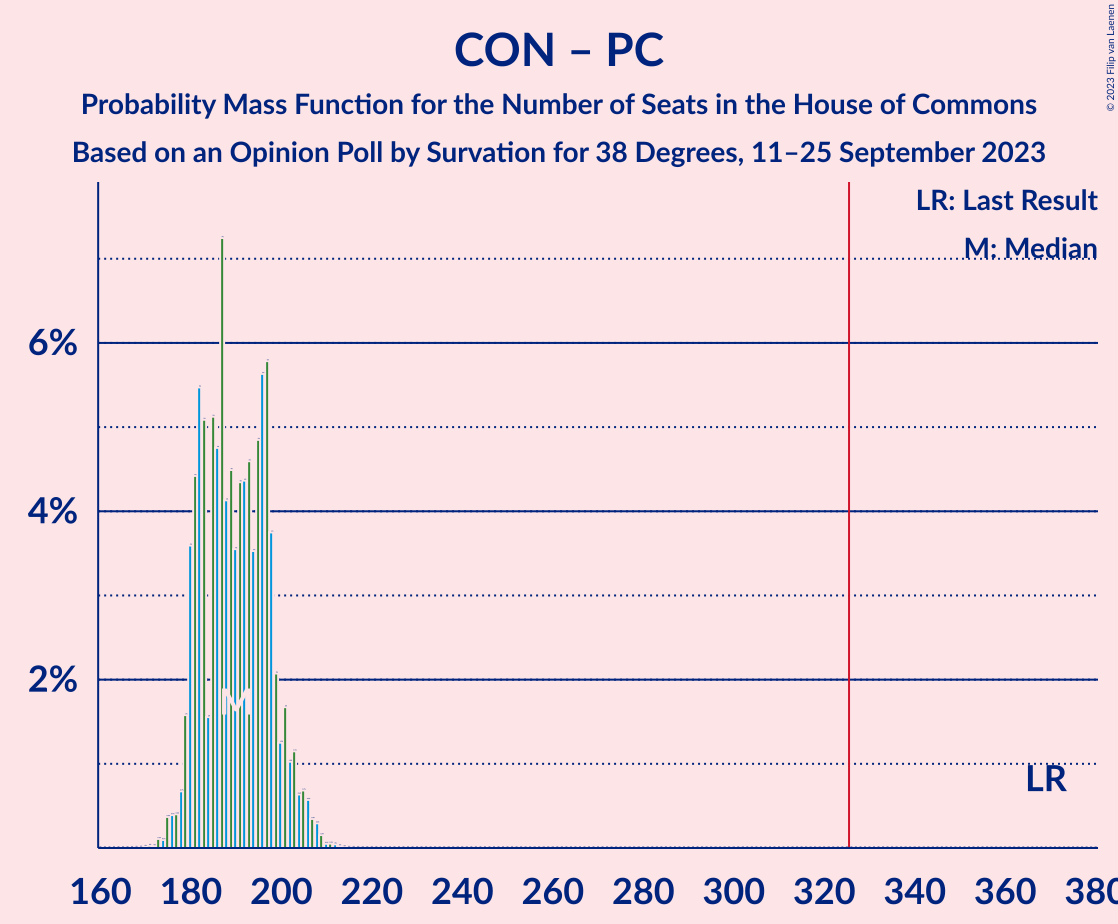 CON – PC
Probability Mass Function for the Number of Seats in the House of Commons
Based on an Opinion Poll by Survation for 38 Degrees, 11–25 September 2023
© 2023 Filip van Laenen
LR: Last Result
M: Median
6%
4%
2%
M
LR
160 180 200 220 240 260 280 300 320 340 360 380